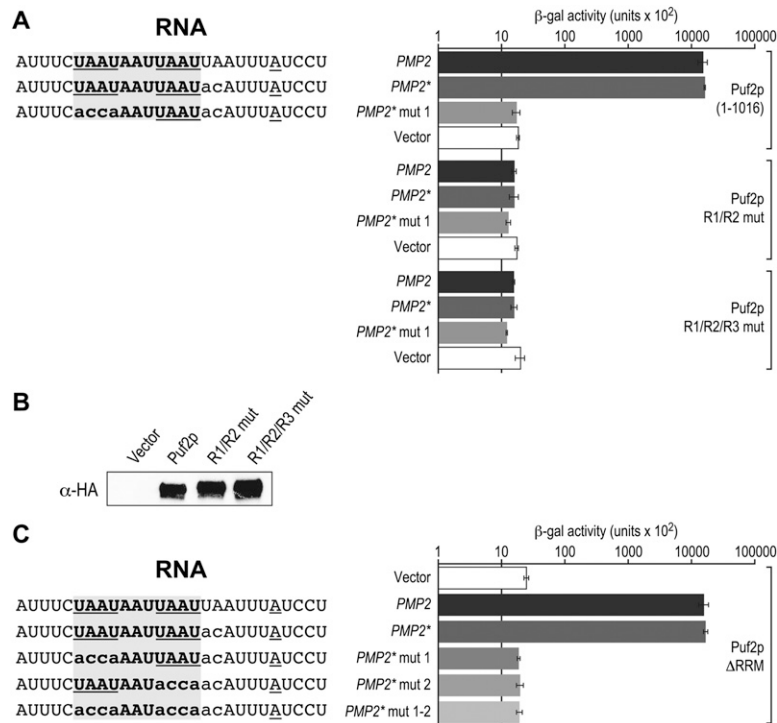 A
RNA
AUUUCUAAUAAUUAAUUAAUUUAUCCU
AUUUCUAAUAAUUAAUacAUUUAUCCU
AUUUCaccaAAUUAAUacAUUUAUCCU
β-gal activity (units x 10²)
1 10 100 1000 10000 100000
PMP2
PMP2*
PMP2* mut 1
Vector
Puf2p
(1-1016)
PMP2
PMP2*
PMP2* mut 1
Vector
Puf2p
R1/R2 mut
PMP2
PMP2*
PMP2* mut 1
Vector
Puf2p
R1/R2/R3 mut
B
Vector
Puf2p
R1/R2 mut
R1/R2/R3 mut
α-HA
C
RNA
AUUUCUAAUAAUUAAUUAAUUUAUCCU
AUUUCUAAUAAUUAAUacAUUUAUCCU
AUUUCaccaAAUUAAUacAUUUAUCCU
AUUUCUAAUAAUaccaacAUUUAUCCU
AUUUCaccaAAUaccaacAUUUAUCCU
β-gal activity (units x 10²)
1 10 100 1000 10000 100000
Vector
PMP2
PMP2*
PMP2* mut 1
PMP2* mut 2
PMP2* mut 1-2
Puf2p
ΔRRM